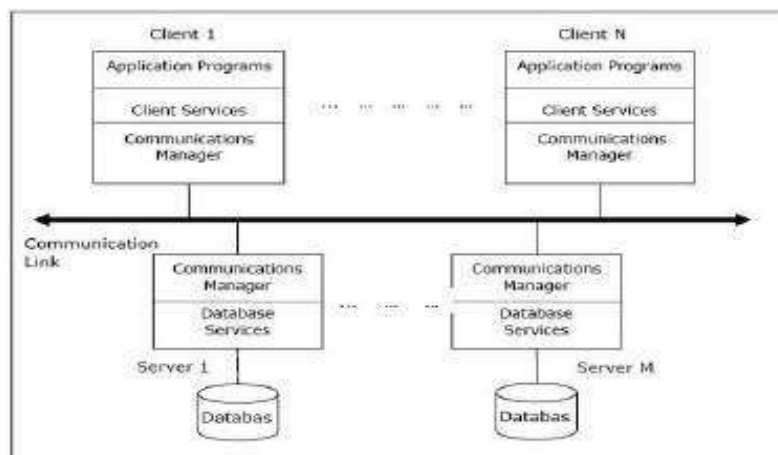 Client 1
Client N
Application Programs
Client Services
Communications
Manager
Application Programs
Client Services
Communications
Manager
Communication
Link
Communications
Manager
Database
Services
Communications
Manager
Database
Services
Server 1
Server M
Databas
Databas